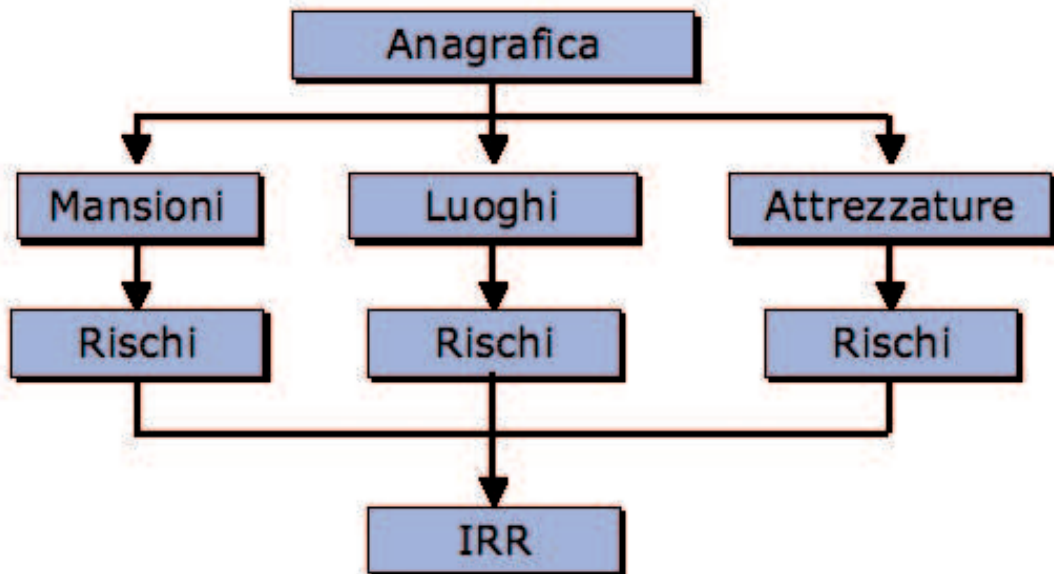 Anagrafica
Mansioni
Luoghi
Attrezzature
Rischi
Rischi
Rischi
IRR